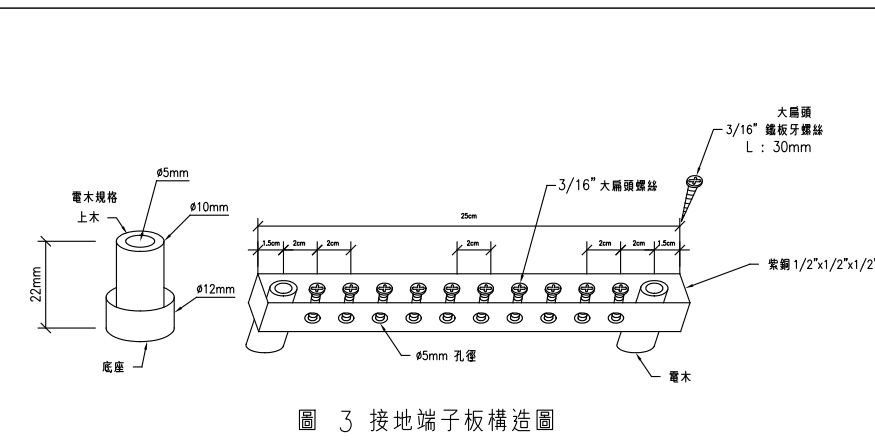 大扁頭
3/16" 鐵板牙螺絲
L : 30mm
ø5mm
3/16"大扁頭螺絲
電木規格
上木
ø10mm
25cm
1.5cm 2cm 2cm 2cm 2cm 1.5cm
紫銅 1/2"x1/2"x1/2"
22mm
ø12mm
底座
ø5mm 孔徑
電木
圖 3 接地端子板構造圖